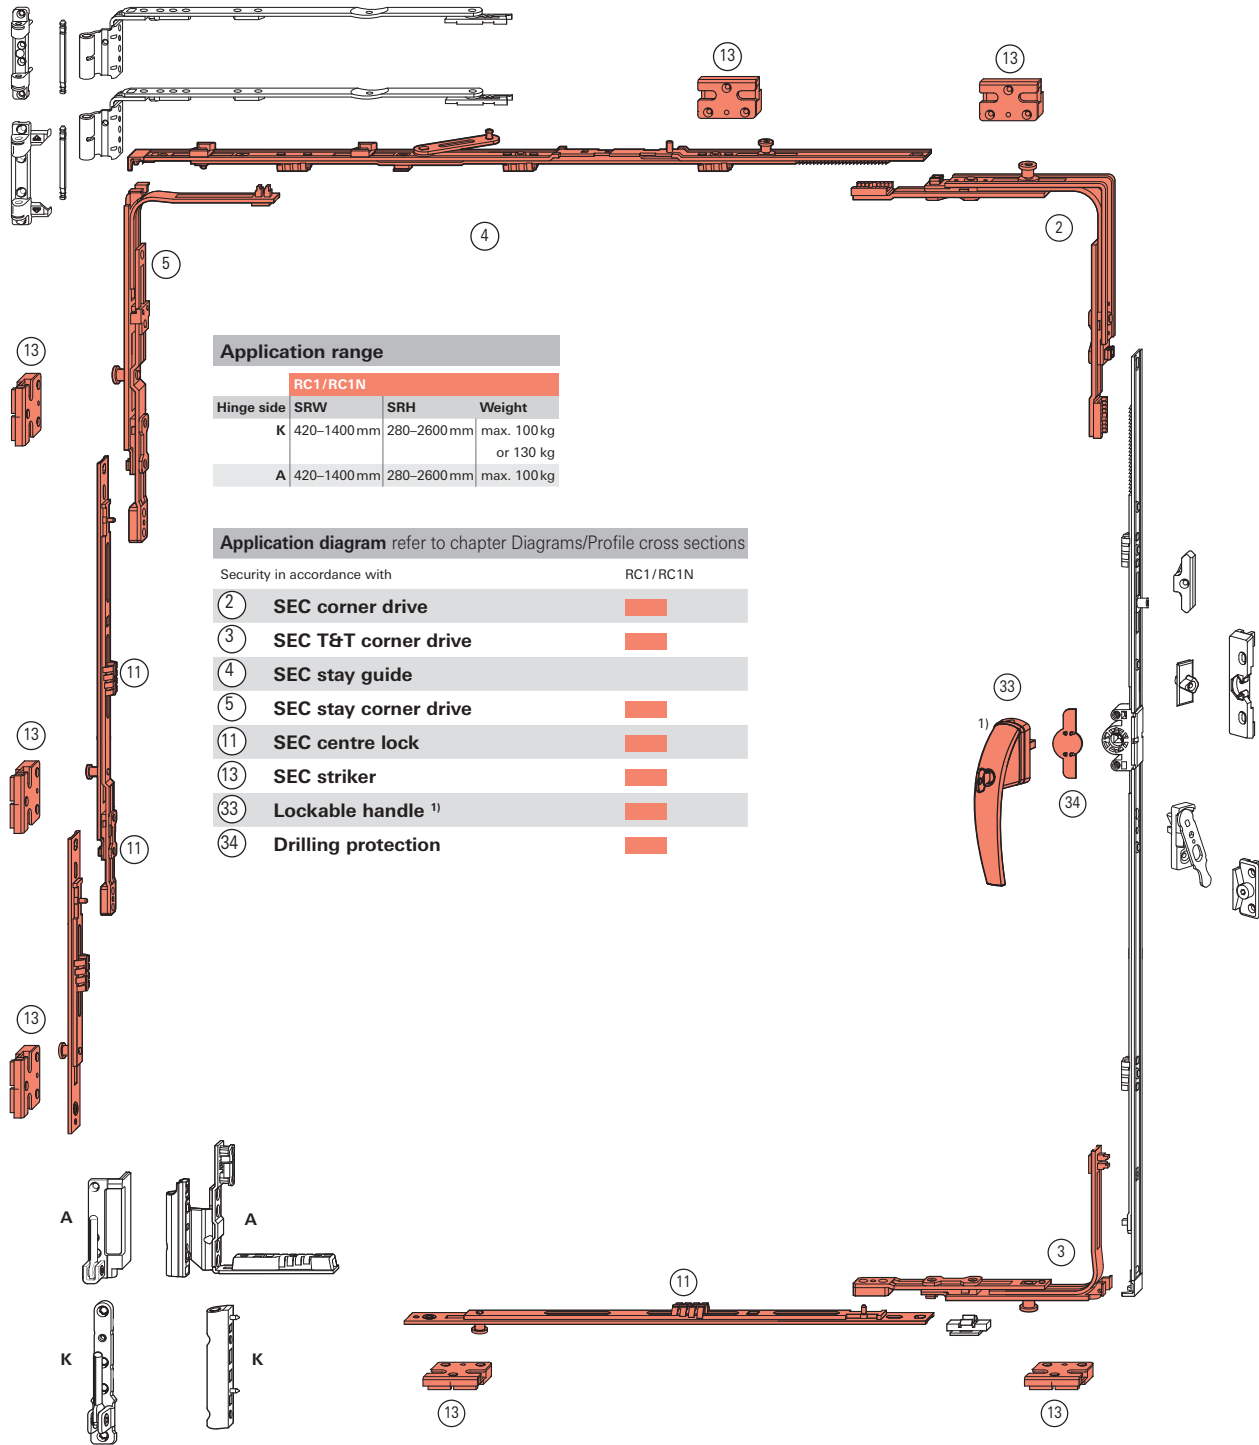 13
13
4
2
5
13
Application range
RC1/RC1N
Hinge side SRW SRH Weight
K 420–1400 mm 280–2600 mm max. 100 kg
or 130 kg
A 420–1400 mm 280–2600 mm max. 100 kg
Application diagram refer to chapter Diagrams/Profile cross sections
Security in accordance with RC1/RC1N
2 SEC corner drive
3 SEC T&T corner drive
4 SEC stay guide
5 SEC stay corner drive
11 SEC centre lock
13 SEC striker
33 Lockable handle 1)
34 Drilling protection
11
13
11
33
1)
34
13
A
A
3
11
K
K
13
13